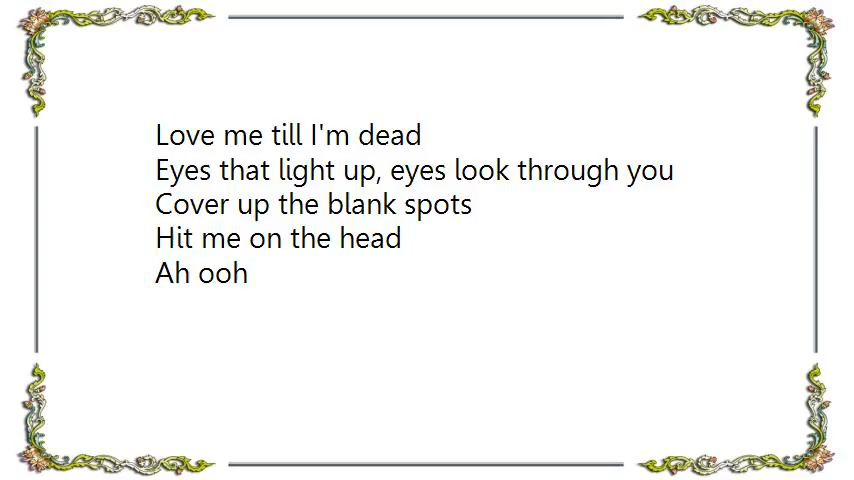 Love me till I'm dead
Eyes that light up, eyes look through you
Cover up the blank spots
Hit me on the head
Ah ooh